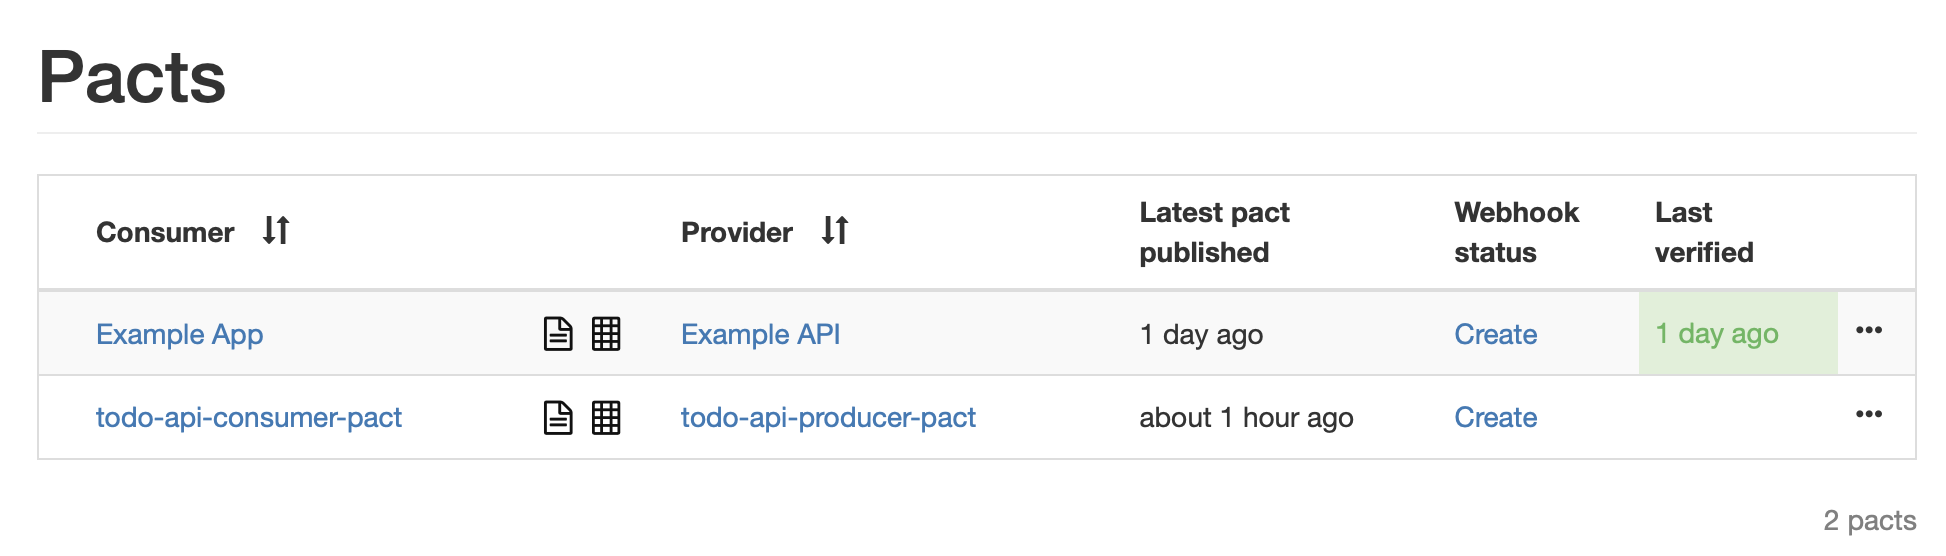 Pacts
Consumer Provider Latest pact published Webhook status Last verified
Example App Example API 1 day ago Create 1 day ago
todo-api-consumer-pact todo-api-producer-pact about 1 hour ago Create
2 pacts